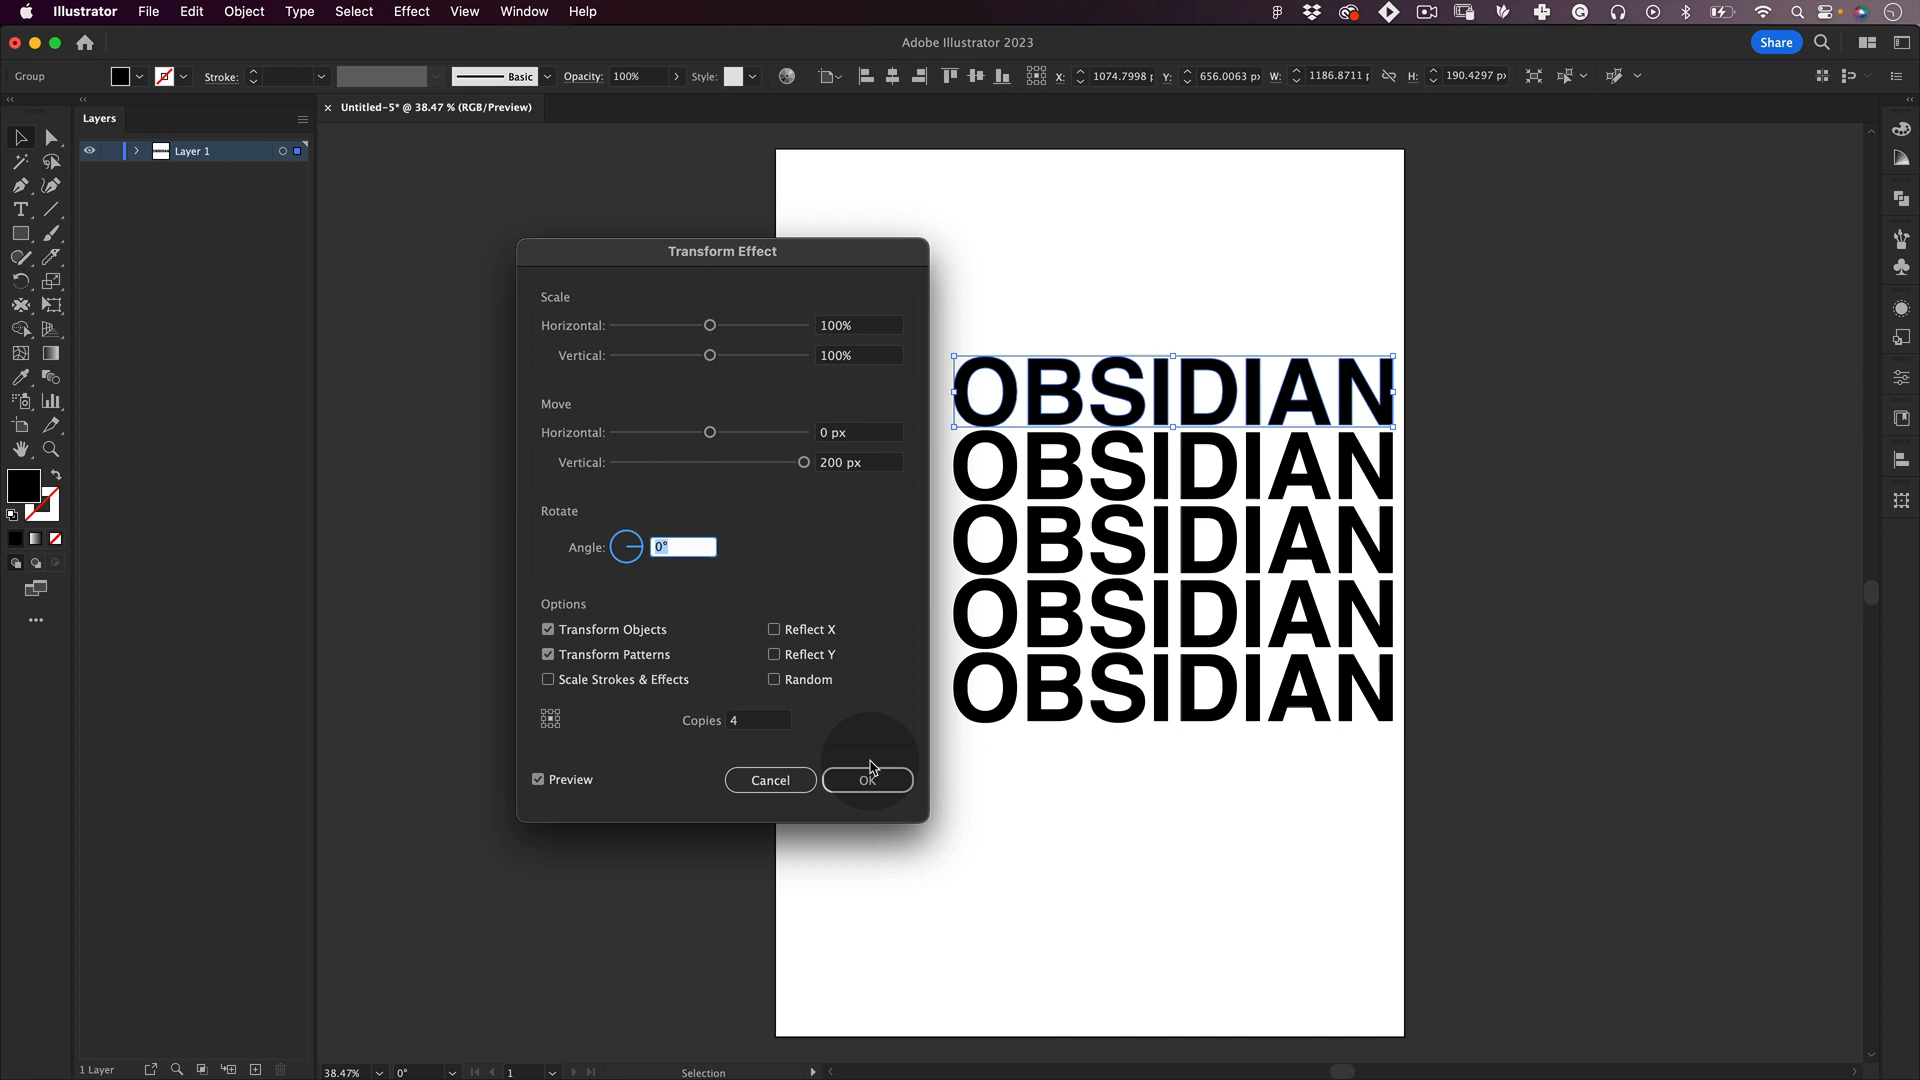 Illustrator File Edit Object Type Select Effect View Window Help
Adobe Illustrator 2023
Share
Group
Stroke:
Basic
Opacity: 100%
Style:
X: 1074.7998 p
Y: 656.0063 px
W: 1186.8711 p
H: 190.4297 px
Layers
× Untitled-5* @ 38.47 % (RGB/Preview)
Layer 1
Transform Effect
Scale
Horizontal: 100%
Vertical: 100%
Move
Horizontal: 0 px
Vertical: 200 px
Rotate
Angle: 0°
Options
Transform Objects
Reflect X
Transform Patterns
Reflect Y
Scale Strokes & Effects
Random
Copies 4
Preview
Cancel
OK
OBSIDIAN
OBSIDIAN
OBSIDIAN
OBSIDIAN
OBSIDIAN
1 Layer
38.47%
0°
1
Selection